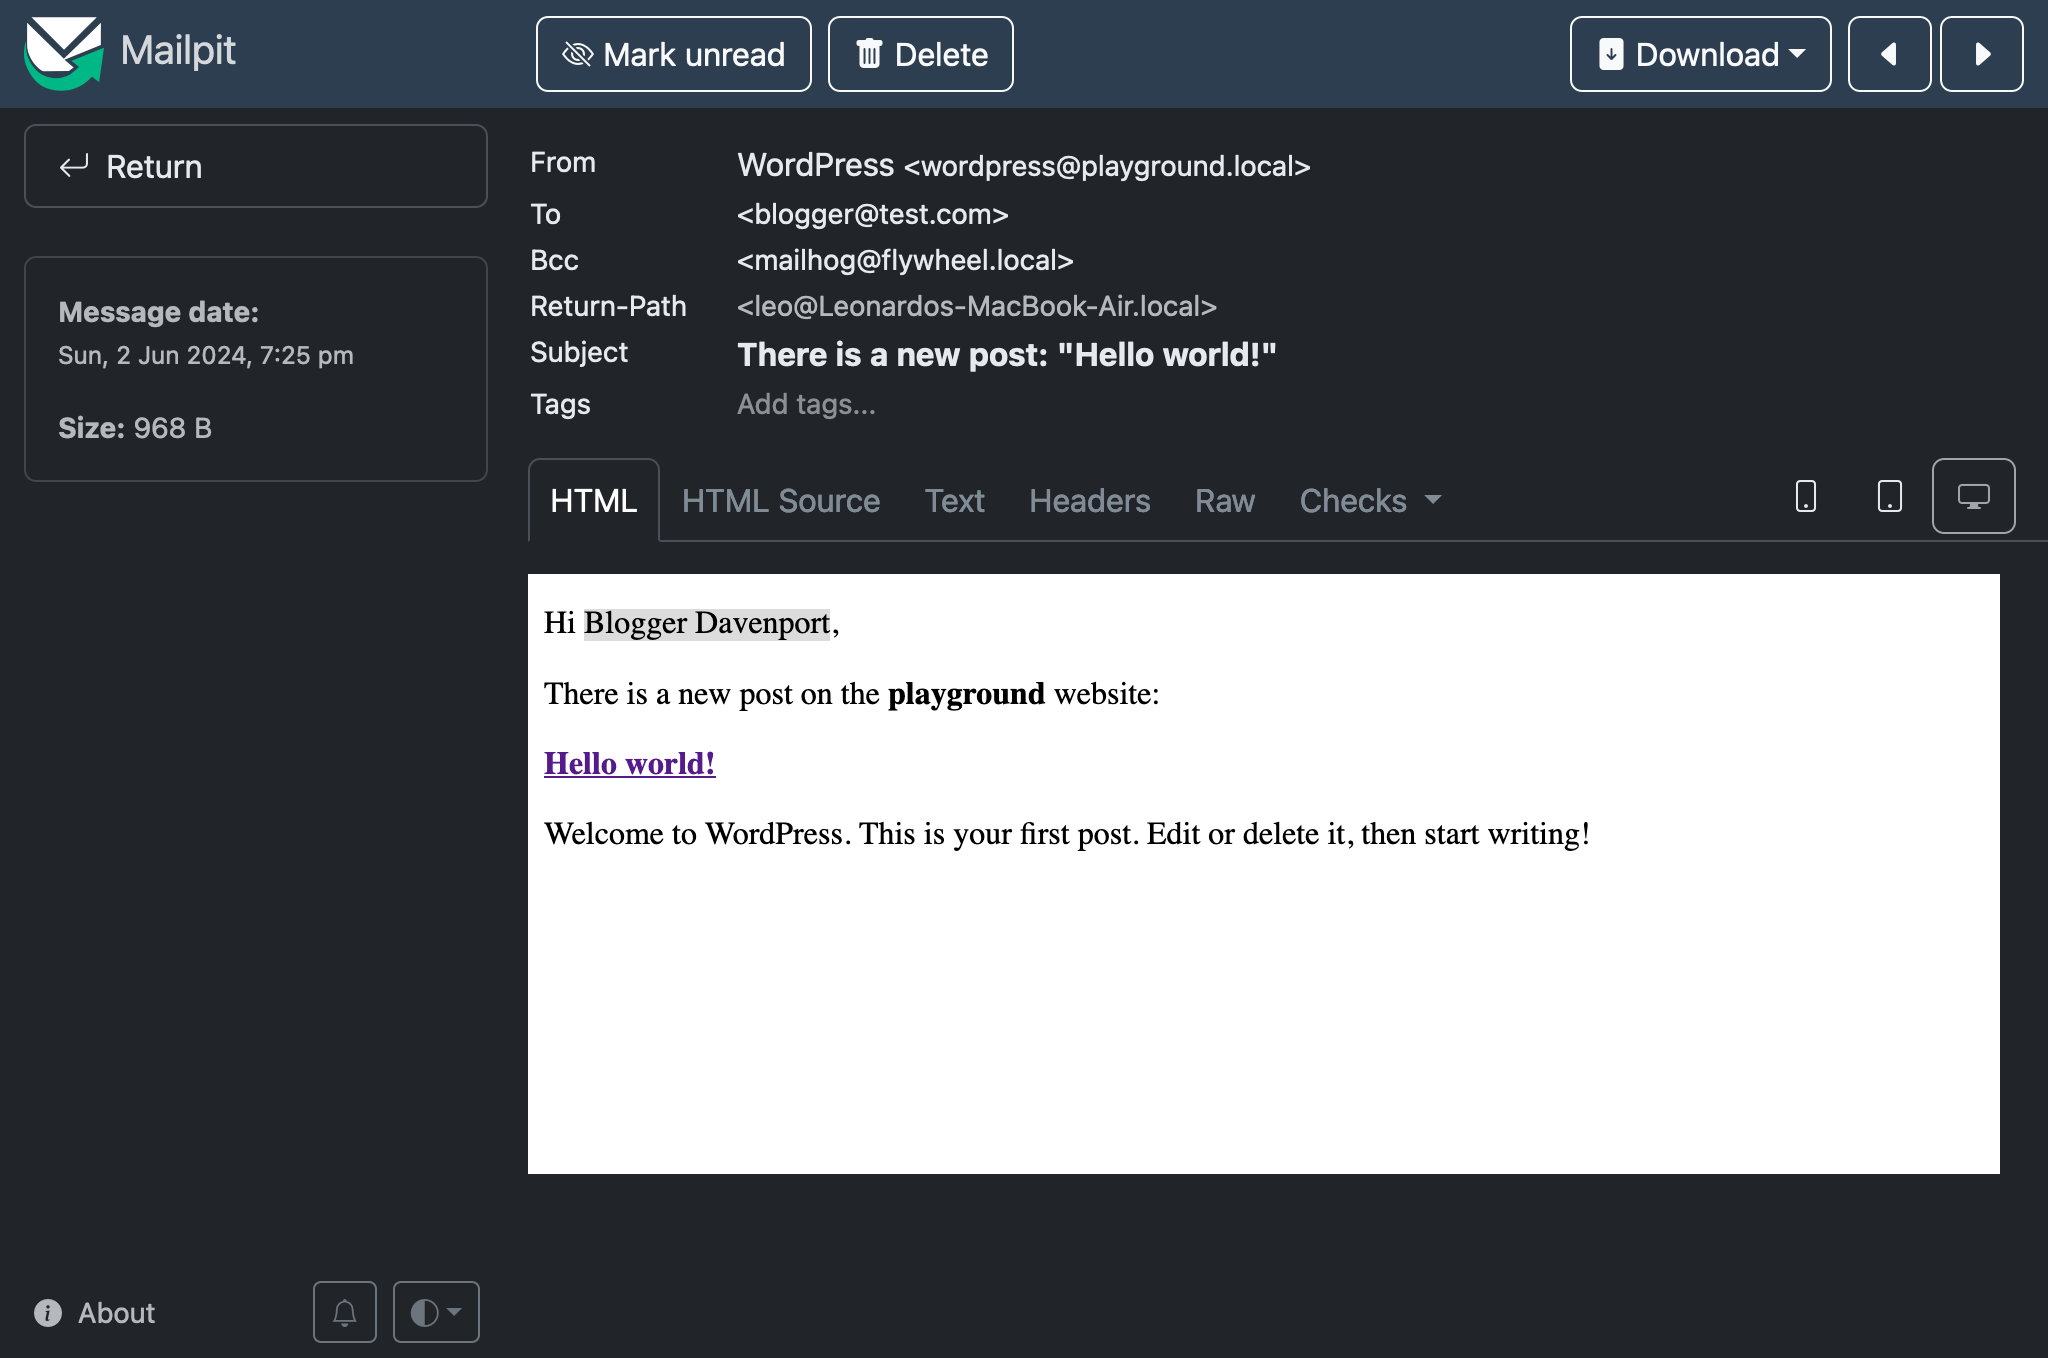 Mailpit
Mark unread
Delete
Download
Return
Message date:
Sun, 2 Jun 2024, 7:25 pm
Size: 968 B
From WordPress <wordpress@playground.local>
To <blogger@test.com>
Bcc <mailhog@flywheel.local>
Return-Path <leo@Leonardos-MacBook-Air.local>
Subject There is a new post: "Hello world!"
Tags Add tags...
HTML HTML Source Text Headers Raw Checks
Hi Blogger Davenport,
There is a new post on the playground website:
Hello world!
Welcome to WordPress. This is your first post. Edit or delete it, then start writing!
About